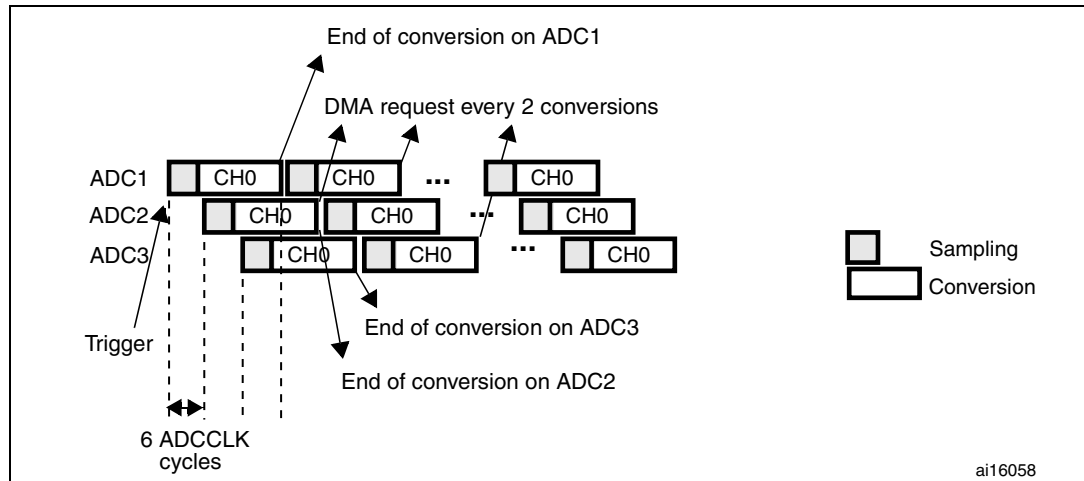 End of conversion on ADC1
DMA request every 2 conversions
ADC1 CH0 CH0 ... CH0
ADC2 CH0 CH0 ... CH0
ADC3 CH0 CH0 ... CH0
Sampling
Conversion
End of conversion on ADC3
Trigger
End of conversion on ADC2
6 ADCCLK
cycles
ai16058